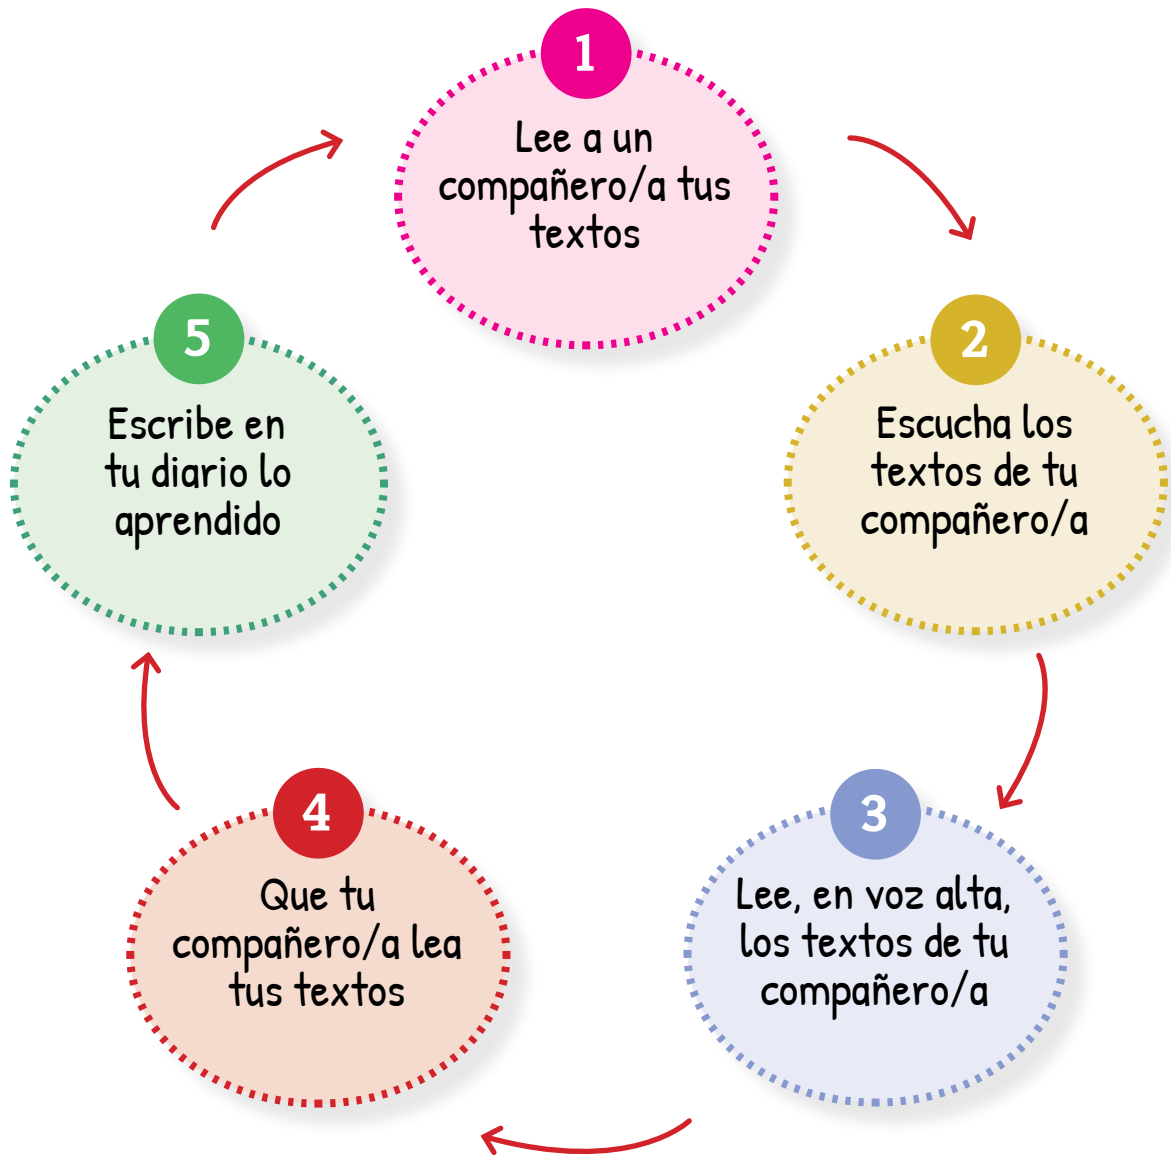 1
Lee a un
compañero/a tus
textos
2
Escucha los
textos de tu
compañero/a
3
Lee, en voz alta,
los textos de tu
compañero/a
4
Que tu
compañero/a lea
tus textos
5
Escribe en
tu diario lo
aprendido